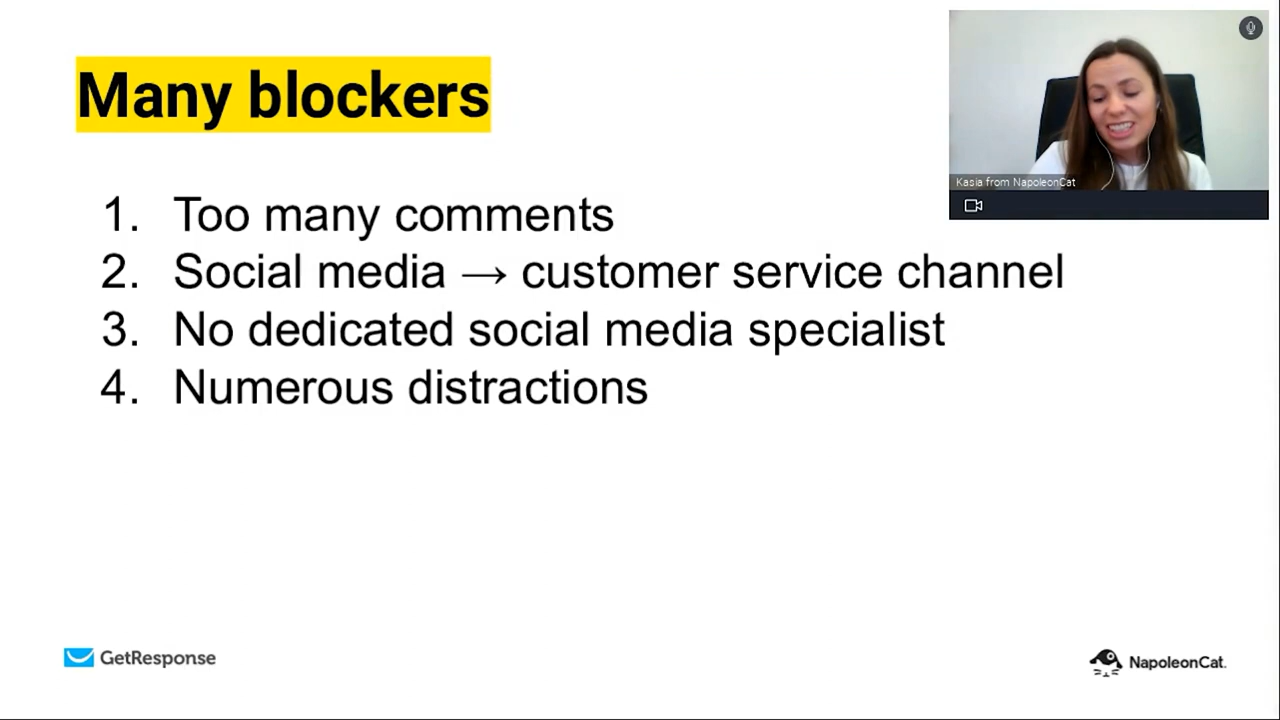 Many blockers
Kasia from NapoleonCat
1. Too many comments
2. Social media → customer service channel
3. No dedicated social media specialist
4. Numerous distractions
GetResponse
NapoleonCat.